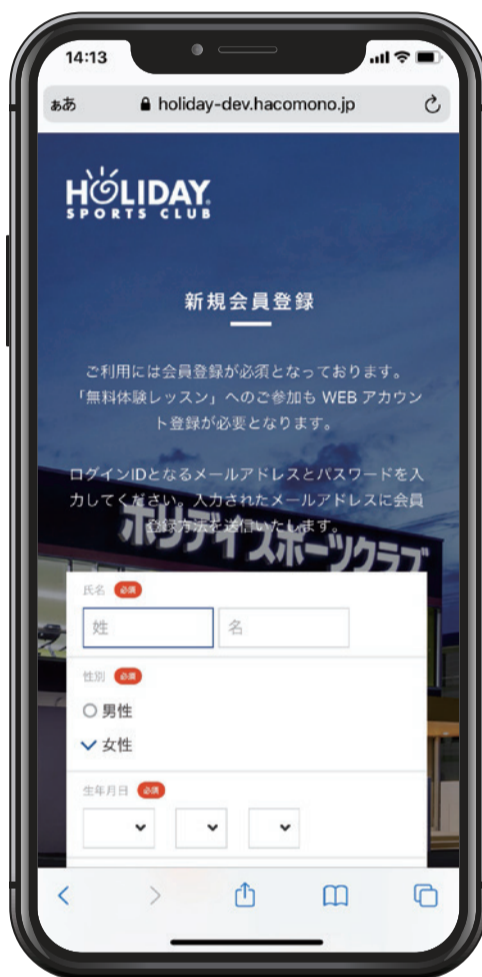 14:13
ぁあ holiday-dev.hacomono.jp
HOLIDAY
SPORTS CLUB
新規会員登録
ご利用には会員登録が必須となっております。
「無料体験レッスン」へのご参加も WEB アカウン
ト登録が必要となります。
ログインIDとなるメールアドレスとパスワードを入
力してください。入力されたメールアドレスに会員
登録方法を送信いたします。
ホリデイスポーツクラブ
氏名 必須
姓 名
性別 必須
男性
女性
生年月日 必須